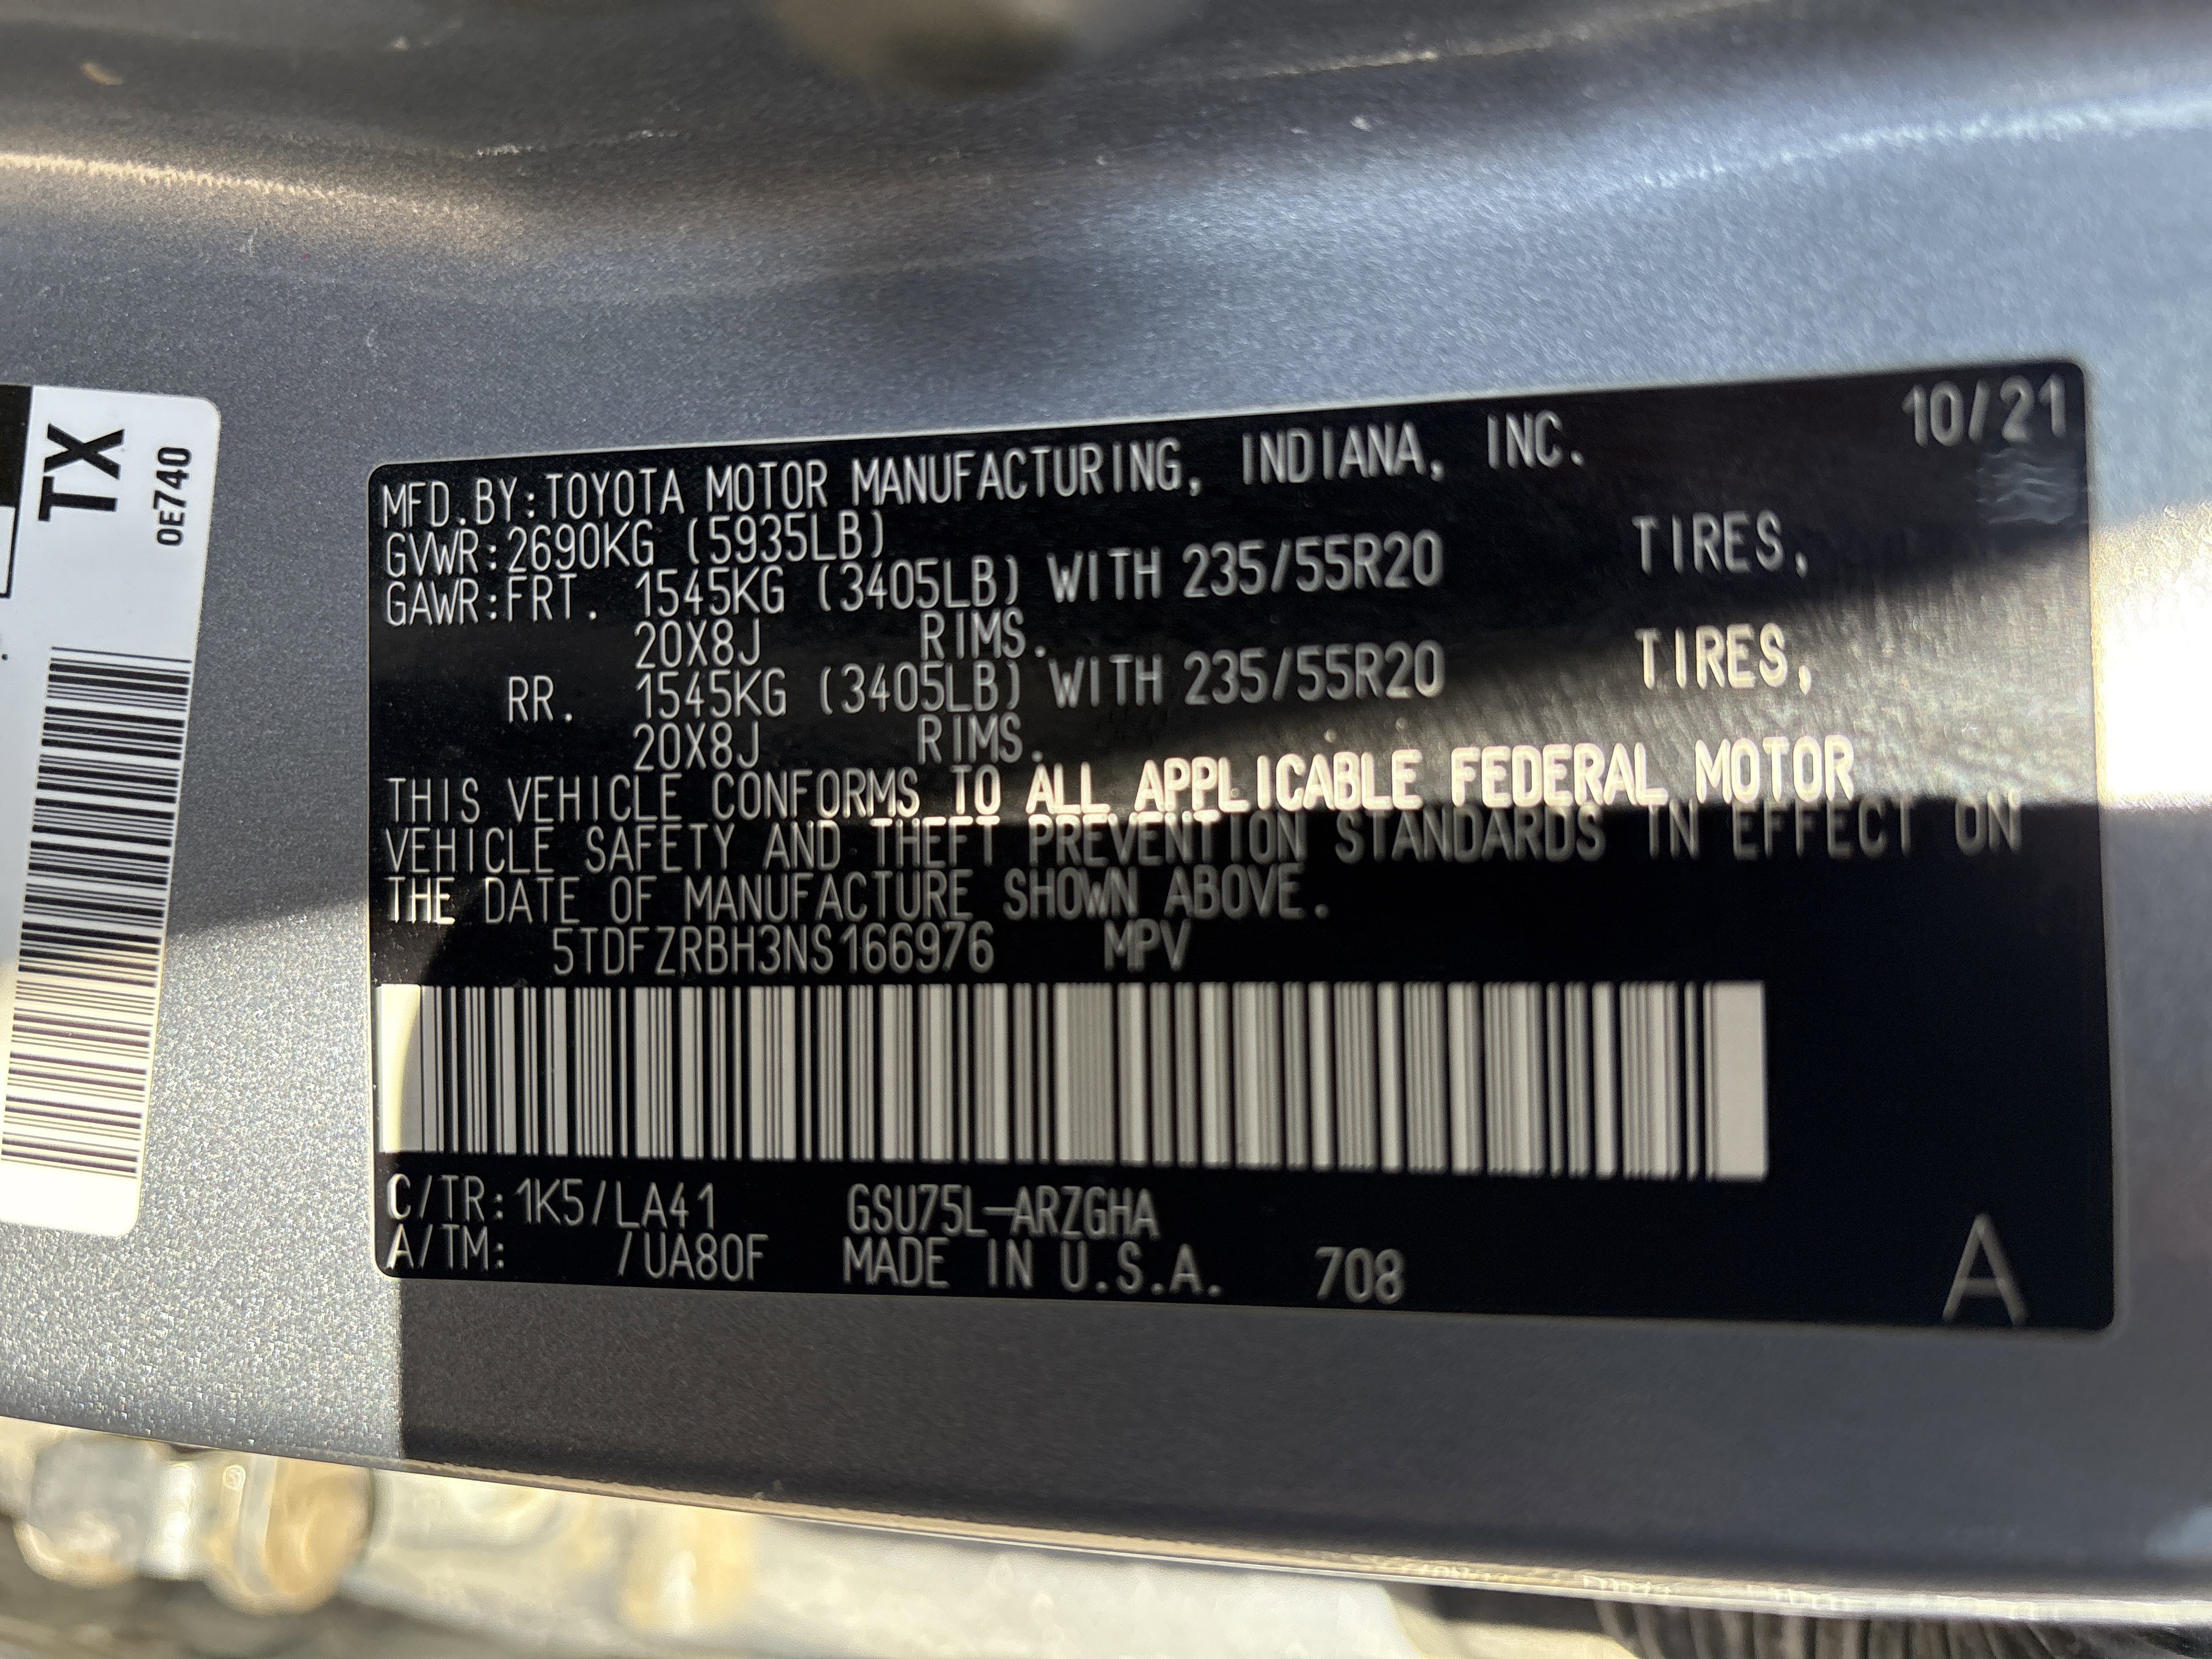 TX
0E740
10/21
MFD.BY:TOYOTA MOTOR MANUFACTURING, INDIANA, INC.
GVWR:2690KG (5935LB)
GAWR:FRT. 1545KG (3405LB) WITH 235/55R20 TIRES,
20X8J RIMS.
RR. 1545KG (3405LB) WITH 235/55R20 TIRES,
20X8J RIMS.
THIS VEHICLE CONFORMS TO ALL APPLICABLE FEDERAL MOTOR
VEHICLE SAFETY AND THEFT PREVENTION STANDARDS IN EFFECT ON
THE DATE OF MANUFACTURE SHOWN ABOVE.
5TDFZRBH3NS166976 MPV
C/TR:1K5/LA41 GSU75L-ARZGHA
A/TM: /UA80F MADE IN U.S.A. 708
A